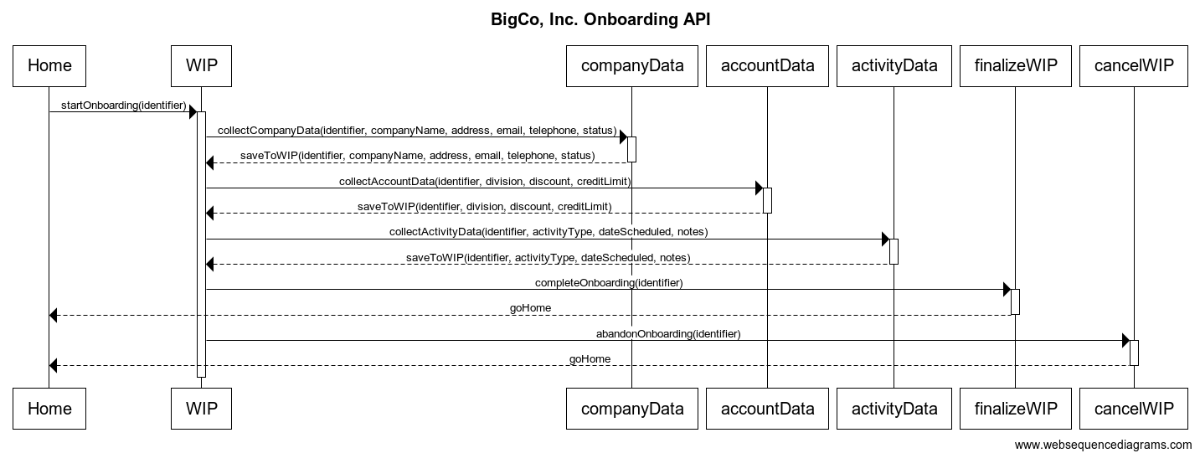 BigCo, Inc. Onboarding API
Home WIP companyData accountData activityData finalizeWIP cancelWIP
startOnboarding(identifier)
collectCompanyData(identifier, companyName, address, email, telephone, status)
saveToWIP(identifier, companyName, address, email, telephone, status)
collectAccountData(identifier, division, discount, creditLimit)
saveToWIP(identifier, division, discount, creditLimit)
collectActivityData(identifier, activityType, dateScheduled, notes)
saveToWIP(identifier, activityType, dateScheduled, notes)
completeOnboarding(identifier)
goHome
abandonOnboarding(identifier)
goHome
Home WIP companyData accountData activityData finalizeWIP cancelWIP
www.websequencediagrams.com